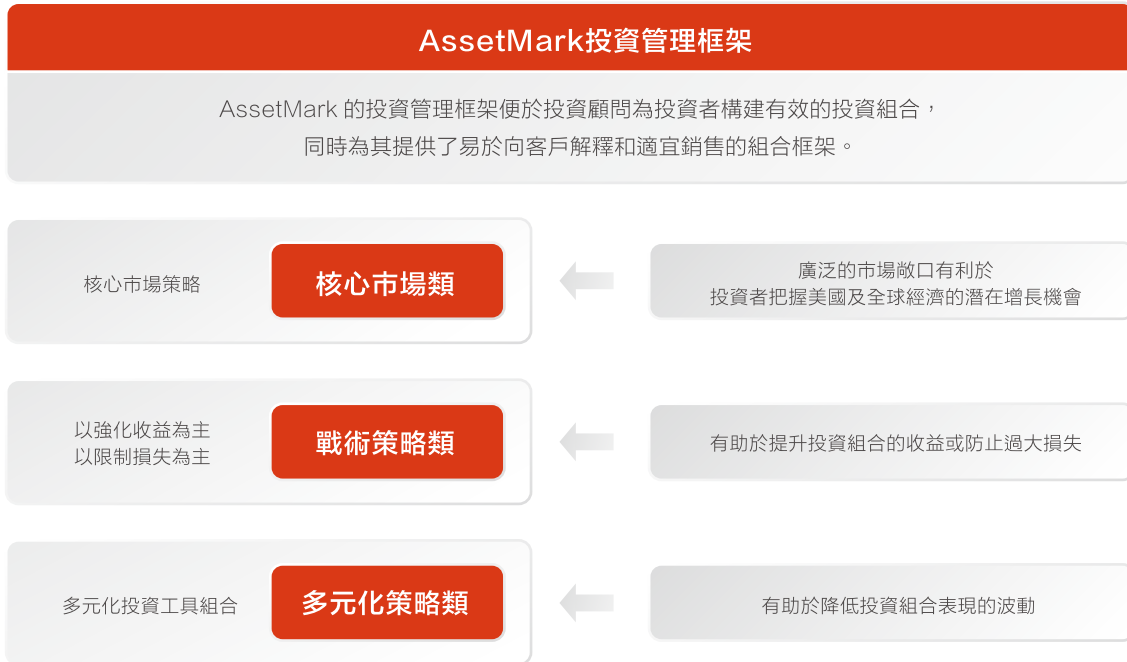 AssetMark投資管理框架
AssetMark 的投資管理框架便於投資顧問為投資者構建有效的投資組合，
同時為其提供了易於向客戶解釋和適宜銷售的組合框架。
核心市場策略
核心市場類
廣泛的市場敞口有利於
投資者把握美國及全球經濟的潛在增長機會
以強化收益為主
以限制損失為主
戰術策略類
有助於提升投資組合的收益或防止過大損失
多元化投資工具組合
多元化策略類
有助於降低投資組合表現的波動